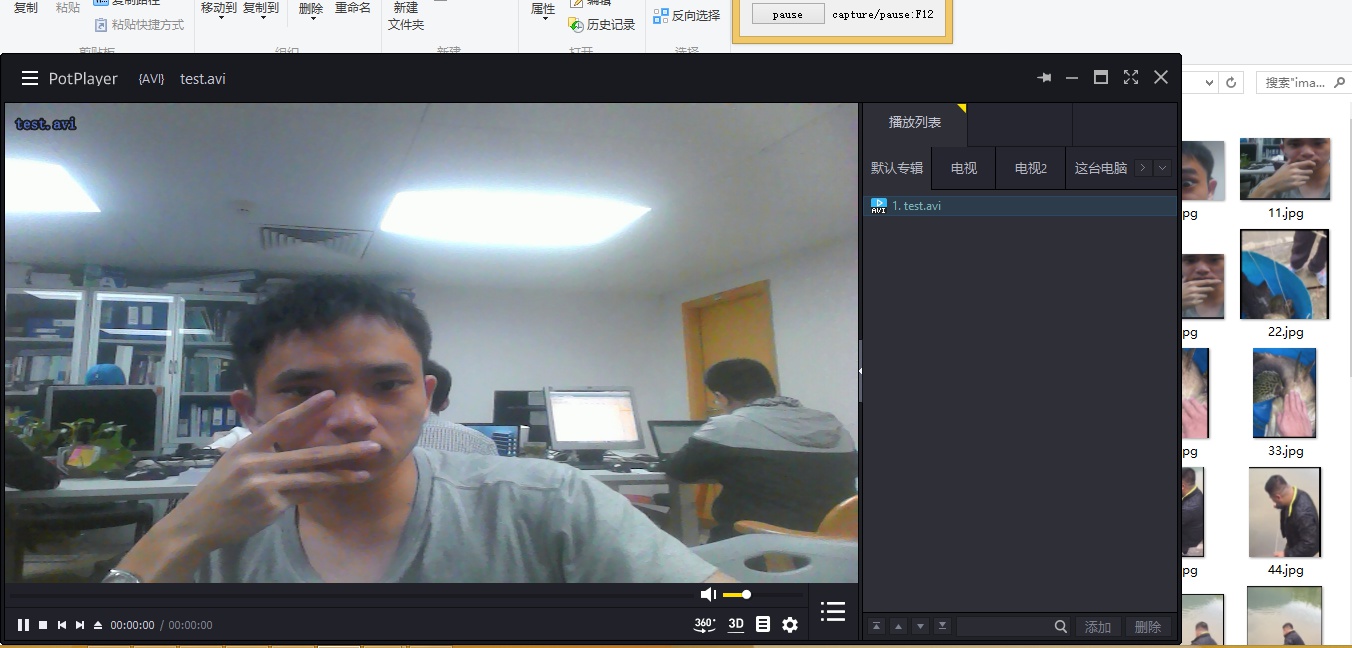 复制
粘贴
复制路径
粘贴快捷方式
剪贴板
移动到
复制到
删除
重命名
组织
新建
文件夹
新建
属性
编辑
历史记录
打开
反向选择
选择
pause
capture/pause:F12
PotPlayer
{AVI}
test.avi
搜索"ima...
test.avi
播放列表
默认专辑
电视
电视2
这台电脑
AVI
1. test.avi
pg
11.jpg
pg
22.jpg
pg
33.jpg
pg
44.jpg
00:00:00 / 00:00:00
360°
3D
添加
删除